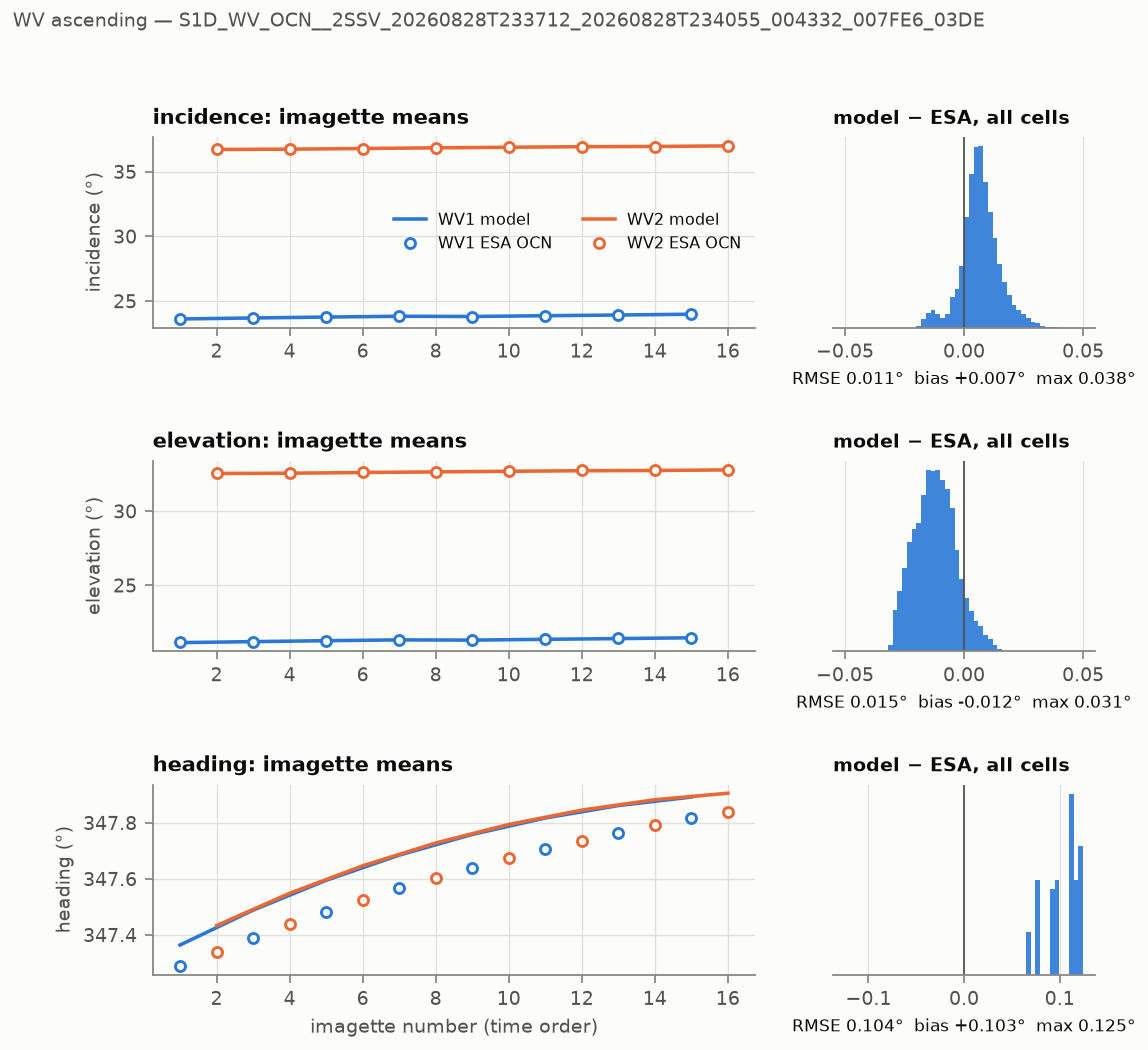 WV ascending — S1D_WV_OCN__2SSV_20260828T233712_20260828T234055_004332_007FE6_03DE
incidence: imagette means
model − ESA, all cells
incidence (°)
35
30
25
WV1 model
WV2 model
WV1 ESA OCN
WV2 ESA OCN
2 4 6 8 10 12 14 16
−0.05 0.00 0.05
RMSE 0.011° bias +0.007° max 0.038°
elevation: imagette means
model − ESA, all cells
elevation (°)
30
25
2 4 6 8 10 12 14 16
−0.05 0.00 0.05
RMSE 0.015° bias -0.012° max 0.031°
heading: imagette means
model − ESA, all cells
heading (°)
347.8
347.6
347.4
2 4 6 8 10 12 14 16
−0.1 0.0 0.1
imagette number (time order)
RMSE 0.104° bias +0.103° max 0.125°